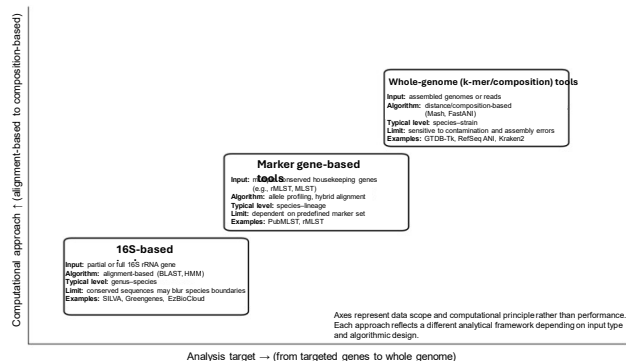 Computational approach ↑ (alignment-based to composition-based)
Whole-genome (k-mer/composition) tools
Input: assembled genomes or reads
Algorithm: distance/composition-based
(Mash, FastANI)
Typical level: species–strain
Limit: sensitive to contamination and assembly errors
Examples: GTDB-Tk, RefSeq ANI, Kraken2
Marker gene-based
tools
Input: multiple conserved housekeeping genes
(e.g., rMLST, MLST)
Algorithm: allele profiling, hybrid alignment
Typical level: species–lineage
Limit: dependent on predefined marker set
Examples: PubMLST, rMLST
16S-based
Input: partial or full 16S rRNA gene
Algorithm: alignment-based (BLAST, HMM)
Typical level: genus–species
Limit: conserved sequences may blur species boundaries
Examples: SILVA, Greengenes, EzBioCloud
Axes represent data scope and computational principle rather than performance.
Each approach reflects a different analytical framework depending on input type
and algorithmic design.
Analysis target → (from targeted genes to whole genome)